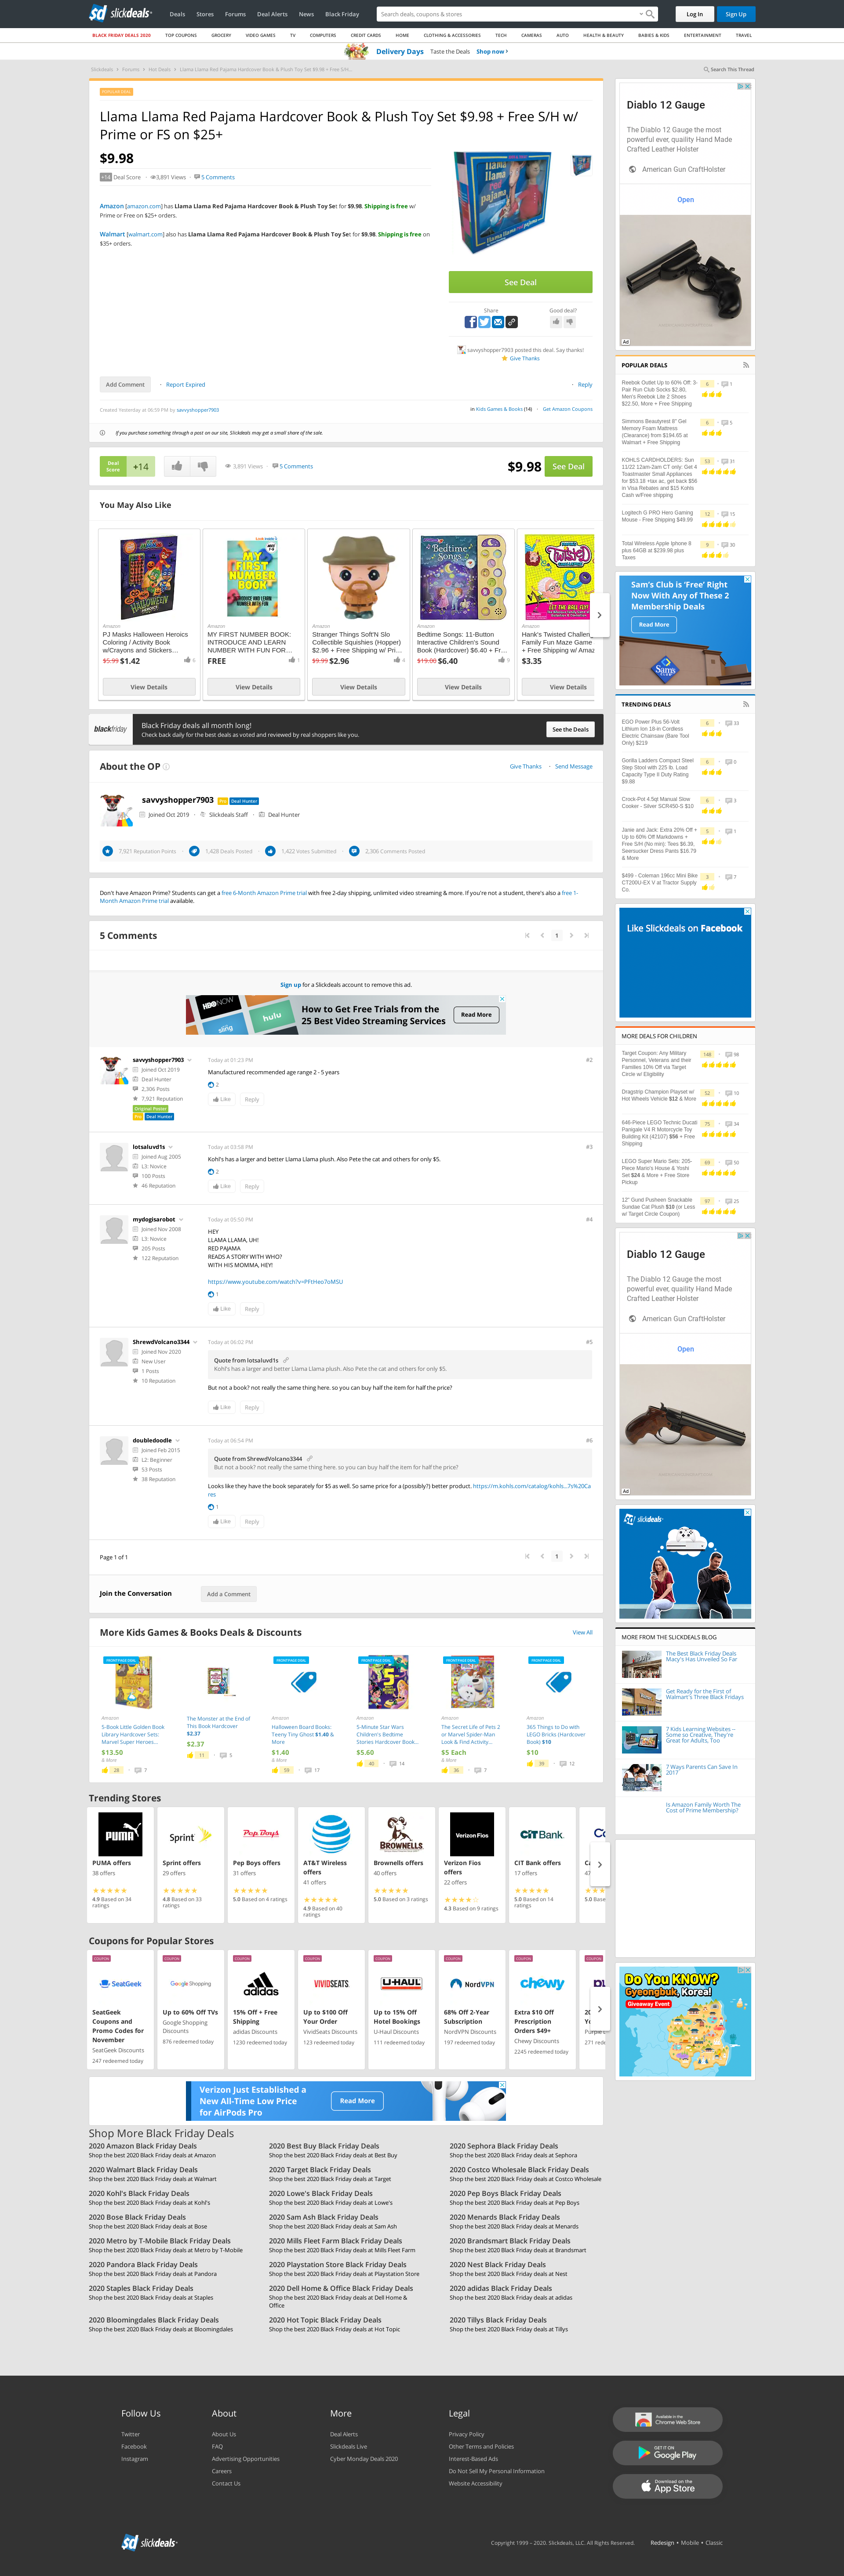 slickdeals
Deals Stores Forums Deal Alerts News Black Friday
Search deals, coupons & stores
Log In Sign Up
BLACK FRIDAY DEALS 2020 TOP COUPONS GROCERY VIDEO GAMES TV COMPUTERS CREDIT CARDS HOME CLOTHING & ACCESSORIES TECH CAMERAS AUTO HEALTH & BEAUTY BABIES & KIDS ENTERTAINMENT TRAVEL
Delivery Days Taste the Deals Shop now
Slickdeals Forums Hot Deals Llama Llama Red Pajama Hardcover Book & Plush Toy Set $9.98 + Free S/H...
Search This Thread
POPULAR DEAL
Llama Llama Red Pajama Hardcover Book & Plush Toy Set $9.98 + Free S/H w/
Prime or FS on $25+
$9.98
+14 Deal Score 3,891 Views 5 Comments
Amazon [amazon.com] has Llama Llama Red Pajama Hardcover Book & Plush Toy Set for $9.98. Shipping is free w/
Prime or Free on $25+ orders.
Walmart [walmart.com] also has Llama Llama Red Pajama Hardcover Book & Plush Toy Set for $9.98. Shipping is free on
$35+ orders.
llama llama
red pajama
See Deal
Share Good deal?
savvyshopper7903 posted this deal. Say thanks!
Give Thanks
Add Comment Report Expired Reply
Created Yesterday at 06:59 PM by savvyshopper7903
in Kids Games & Books (14) Get Amazon Coupons
If you purchase something through a post on our site, Slickdeals may get a small share of the sale.
Deal
Score +14 3,891 Views 5 Comments $9.98 See Deal
You May Also Like
Amazon
PJ Masks Halloween Heroics
Coloring / Activity Book
w/Crayons and Stickers...
$5.99 $1.42
View Details
MY FIRST
NUMBER
BOOK
Amazon
MY FIRST NUMBER BOOK:
INTRODUCE AND LEARN
NUMBER WITH FUN FOR...
FREE 1
View Details
Amazon
Stranger Things Soft'N Slo
Collectible Squishies (Hopper)
$2.96 + Free Shipping w/ Pri...
$9.99 $2.96
View Details
Bedtime
Songs
Amazon
Bedtime Songs: 11-Button
Interactive Children's Sound
Book (Hardcover) $6.40 + Fr...
$19.00 $6.40
View Details
TWISTED
Amazon
Hank's Twisted Challen
Family Fun Maze Game
+ Free Shipping w/ Amaz
$3.35
View Details
blackfriday
Black Friday deals all month long!
Check back daily for the best deals as voted and reviewed by real shoppers like you.
See the Deals
About the OP
Give Thanks Send Message
savvyshopper7903 Pro Deal Hunter
Joined Oct 2019 Slickdeals Staff Deal Hunter
7,921 Reputation Points 1,428 Deals Posted 1,422 Votes Submitted 2,306 Comments Posted
Don't have Amazon Prime? Students can get a free 6-Month Amazon Prime trial with free 2-day shipping, unlimited video streaming & more. If you're not a student, there's also a free 1-
Month Amazon Prime trial available.
5 Comments
1
Sign up for a Slickdeals account to remove this ad.
HBO NOW
hulu
sling
How to Get Free Trials from the
25 Best Video Streaming Services
Read More
savvyshopper7903
Joined Oct 2019
Deal Hunter
2,306 Posts
7,921 Reputation
Original Poster
Pro Deal Hunter
Today at 01:23 PM #2
Manufactured recommended age range 2 - 5 years
2
Like Reply
lotsaluvd1s
Joined Aug 2005
L3: Novice
100 Posts
46 Reputation
Today at 03:58 PM #3
Kohl's has a larger and better Llama Llama plush. Also Pete the cat and others for only $5.
2
Like Reply
mydogisarobot
Joined Nov 2008
L3: Novice
205 Posts
122 Reputation
Today at 05:50 PM #4
HEY
LLAMA LLAMA, UH!
RED PAJAMA
READS A STORY WITH WHO?
WITH HIS MOMMA, HEY!
https://www.youtube.com/watch?v=PFtHeo7oMSU
1
Like Reply
ShrewdVolcano3344
Joined Nov 2020
New User
1 Posts
10 Reputation
Today at 06:02 PM #5
Quote from lotsaluvd1s
Kohl's has a larger and better Llama Llama plush. Also Pete the cat and others for only $5.
But not a book? not really the same thing here. so you can buy half the item for half the price?
Like Reply
doubledoodle
Joined Feb 2015
L2: Beginner
53 Posts
38 Reputation
Today at 06:54 PM #6
Quote from ShrewdVolcano3344
But not a book? not really the same thing here. so you can buy half the item for half the price?
Looks like they have the book separately for $5 as well. So same price for a (possibly?) better product. https://m.kohls.com/catalog/kohls...7s%20Ca
res
1
Like Reply
Page 1 of 1
1
Join the Conversation Add a Comment
More Kids Games & Books Deals & Discounts View All
FRONTPAGE DEAL
Amazon
5-Book Little Golden Book
Library Hardcover Sets:
Marvel Super Heroes...
$13.50
& More
28 7
The Monster at the End of
This Book Hardcover
$2.37
$2.37
11 5
FRONTPAGE DEAL
Amazon
Halloween Board Books:
Teeny Tiny Ghost $1.40 &
More
$1.40
& More
59 17
FRONTPAGE DEAL
Amazon
5-Minute Star Wars
Children's Bedtime
Stories Hardcover Book...
$5.60
40 14
FRONTPAGE DEAL
Amazon
The Secret Life of Pets 2
or Marvel Spider-Man
Look & Find Activity...
$5 Each
& More
36 7
FRONTPAGE DEAL
Amazon
365 Things to Do with
LEGO Bricks (Hardcover
Book) $10
$10
39 12
Trending Stores
PUMA
PUMA offers
38 offers
4.9 Based on 34
ratings
Sprint
Sprint offers
29 offers
4.8 Based on 33
ratings
Pep Boys
Pep Boys offers
31 offers
5.0 Based on 4 ratings
AT&T Wireless
offers
41 offers
4.9 Based on 40
ratings
BROWNELLS
Brownells offers
40 offers
5.0 Based on 3 ratings
Verizon Fios
Verizon Fios
offers
22 offers
4.3 Based on 9 ratings
CIT BANK
CIT Bank offers
17 offers
5.0 Based on 14
ratings
Coupons for Popular Stores
COUPON
SeatGeek
SeatGeek
Coupons and
Promo Codes for
November
SeatGeek Discounts
247 redeemed today
COUPON
Google Shopping
Up to 60% Off TVs
Google Shopping
Discounts
876 redeemed today
COUPON
adidas
15% Off + Free
Shipping
adidas Discounts
1230 redeemed today
COUPON
VIVIDSEATS
Up to $100 Off
Your Order
VividSeats Discounts
123 redeemed today
COUPON
U-HAUL
Up to 15% Off
Hotel Bookings
U-Haul Discounts
111 redeemed today
COUPON
NordVPN
68% Off 2-Year
Subscription
NordVPN Discounts
197 redeemed today
COUPON
chewy
Extra $10 Off
Prescription
Orders $49+
Chewy Discounts
2245 redeemed today
COUPON
Verizon Just Established a
New All-Time Low Price
for AirPods Pro
Read More
Shop More Black Friday Deals
2020 Amazon Black Friday Deals
Shop the best 2020 Black Friday deals at Amazon
2020 Best Buy Black Friday Deals
Shop the best 2020 Black Friday deals at Best Buy
2020 Sephora Black Friday Deals
Shop the best 2020 Black Friday deals at Sephora
2020 Walmart Black Friday Deals
Shop the best 2020 Black Friday deals at Walmart
2020 Target Black Friday Deals
Shop the best 2020 Black Friday deals at Target
2020 Costco Wholesale Black Friday Deals
Shop the best 2020 Black Friday deals at Costco Wholesale
2020 Kohl's Black Friday Deals
Shop the best 2020 Black Friday deals at Kohl's
2020 Lowe's Black Friday Deals
Shop the best 2020 Black Friday deals at Lowe's
2020 Pep Boys Black Friday Deals
Shop the best 2020 Black Friday deals at Pep Boys
2020 Bose Black Friday Deals
Shop the best 2020 Black Friday deals at Bose
2020 Sam Ash Black Friday Deals
Shop the best 2020 Black Friday deals at Sam Ash
2020 Menards Black Friday Deals
Shop the best 2020 Black Friday deals at Menards
2020 Metro by T-Mobile Black Friday Deals
Shop the best 2020 Black Friday deals at Metro by T-Mobile
2020 Mills Fleet Farm Black Friday Deals
Shop the best 2020 Black Friday deals at Mills Fleet Farm
2020 Brandsmart Black Friday Deals
Shop the best 2020 Black Friday deals at Brandsmart
2020 Pandora Black Friday Deals
Shop the best 2020 Black Friday deals at Pandora
2020 Playstation Store Black Friday Deals
Shop the best 2020 Black Friday deals at Playstation Store
2020 Nest Black Friday Deals
Shop the best 2020 Black Friday deals at Nest
2020 Staples Black Friday Deals
Shop the best 2020 Black Friday deals at Staples
2020 Dell Home & Office Black Friday Deals
Shop the best 2020 Black Friday deals at Dell Home &
Office
2020 adidas Black Friday Deals
Shop the best 2020 Black Friday deals at adidas
2020 Bloomingdales Black Friday Deals
Shop the best 2020 Black Friday deals at Bloomingdales
2020 Hot Topic Black Friday Deals
Shop the best 2020 Black Friday deals at Hot Topic
2020 Tillys Black Friday Deals
Shop the best 2020 Black Friday deals at Tillys
Diablo 12 Gauge
The Diablo 12 Gauge the most
powerful ever, quaility Hand Made
Crafted Leather Holster
American Gun CraftHolster
Open
Ad
POPULAR DEALS
Reebok Outlet Up to 60% Off: 3-
Pair Run Club Socks $2.80,
Men's Reebok Lite 2 Shoes
$22.50, More + Free Shipping
6 1
Simmons Beautyrest 8" Gel
Memory Foam Mattress
(Clearance) from $194.65 at
Walmart + Free Shipping
6 5
KOHLS CARDHOLDERS: Sun
11/22 12am-2am CT only: Get 4
Toastmaster Small Appliances
for $53.18 +tax ac, get back $56
in Visa Rebates and $15 Kohls
Cash w/Free shipping
53 31
Logitech G PRO Hero Gaming
Mouse - Free Shipping $49.99
12 15
Total Wireless Apple Iphone 8
plus 64GB at $239.98 plus
Taxes
9 30
Sam's Club is 'Free' Right
Now With Any of These 2
Membership Deals
Read More
TRENDING DEALS
EGO Power Plus 56-Volt
Lithium Ion 18-in Cordless
Electric Chainsaw (Bare Tool
Only) $219
6 33
Gorilla Ladders Compact Steel
Step Stool with 225 lb. Load
Capacity Type II Duty Rating
$9.88
6 0
Crock-Pot 4.5qt Manual Slow
Cooker - Silver SCR450-S $10
6 3
Janie and Jack: Extra 20% Off +
Up to 60% Off Markdowns +
Free S/H (No min): Tees $6.39,
Seersucker Dress Pants $16.79
& More
5 1
$499 - Coleman 196cc Mini Bike
CT200U-EX V at Tractor Supply
Co.
3 7
Like Slickdeals on Facebook
MORE DEALS FOR CHILDREN
Target Coupon: Any Military
Personnel, Veterans and their
Families 10% Off via Target
Circle w/ Eligibility
148 96
Dragstrip Champion Playset w/
Hot Wheels Vehicle $12 & More
52 10
646-Piece LEGO Technic Ducati
Panigale V4 R Motorcycle Toy
Building Kit (42107) $56 + Free
Shipping
75 34
LEGO Super Mario Sets: 205-
Piece Mario's House & Yoshi
Set $24 & More + Free Store
Pickup
69 50
12" Gund Pusheen Snackable
Sundae Cat Plush $10 (or Less
w/ Target Circle Coupon)
97 25
Diablo 12 Gauge
The Diablo 12 Gauge the most
powerful ever, quaility Hand Made
Crafted Leather Holster
American Gun CraftHolster
Open
Ad
slickdeals
MORE FROM THE SLICKDEALS BLOG
The Best Black Friday Deals
Macy's Has Unveiled So Far
Get Ready for the First of
Walmart's Three Black Fridays
7 Kids Learning Websites --
Some so Creative, They're
Great for Adults, Too
7 Ways Parents Can Save In
2017
Is Amazon Family Worth The
Cost of Prime Membership?
Do You KNOW?
Gyeongbuk, Korea!
Giveaway Event
Follow Us
Twitter
Facebook
Instagram
About
About Us
FAQ
Advertising Opportunities
Careers
Contact Us
More
Deal Alerts
Slickdeals Live
Cyber Monday Deals 2020
Legal
Privacy Policy
Other Terms and Policies
Interest-Based Ads
Do Not Sell My Personal Information
Website Accessibility
Available in the
Chrome Web Store
GET IT ON
Google Play
Download on the
App Store
slickdeals
Copyright 1999 - 2020. Slickdeals, LLC. All Rights Reserved. Redesign • Mobile • Classic